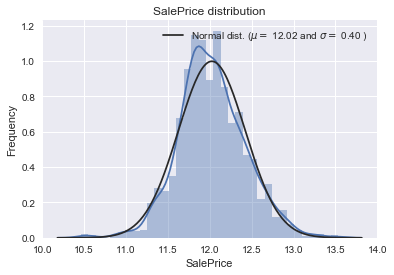 SalePrice distribution
Normal dist. (μ = 12.02 and σ = 0.40 )
Frequency
1.2
1.0
0.8
0.6
0.4
0.2
0.0
10.0 10.5 11.0 11.5 12.0 12.5 13.0 13.5 14.0
SalePrice